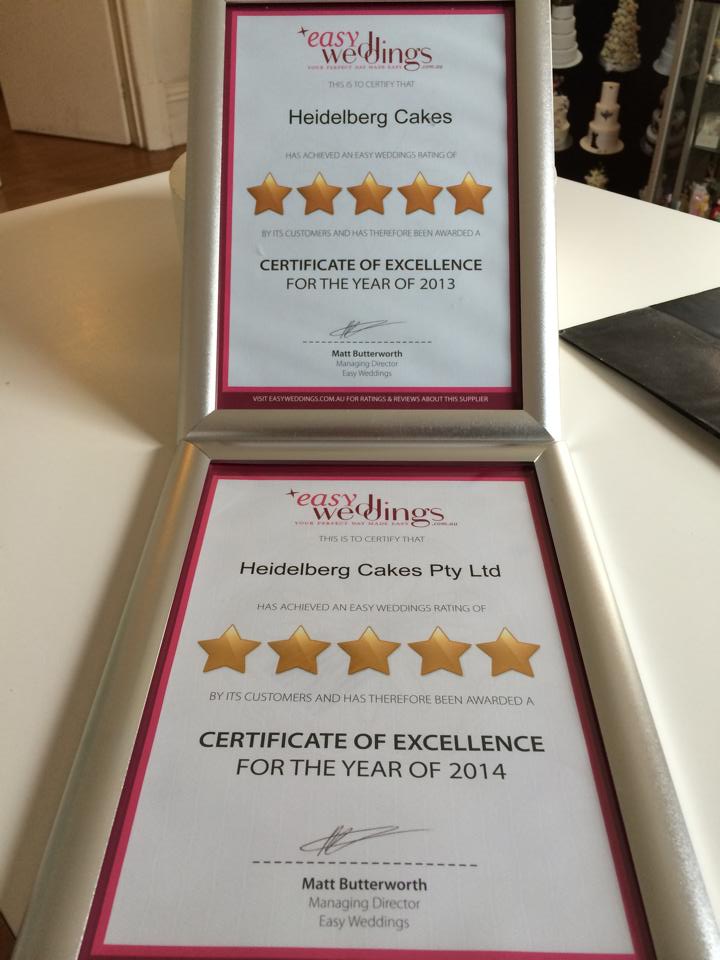 easy
weddings
YOUR PERFECT DAY MADE EASY .com.au
THIS IS TO CERTIFY THAT
Heidelberg Cakes
HAS ACHIEVED AN EASY WEDDINGS RATING OF
BY ITS CUSTOMERS AND HAS THEREFORE BEEN AWARDED A
CERTIFICATE OF EXCELLENCE
FOR THE YEAR OF 2013
Matt Butterworth
Managing Director
Easy Weddings
VISIT EASYWEDDINGS.COM.AU FOR RATINGS & REVIEWS ABOUT THIS SUPPLIER
easy
weddings
YOUR PERFECT DAY MADE EASY .com.au
THIS IS TO CERTIFY THAT
Heidelberg Cakes Pty Ltd
HAS ACHIEVED AN EASY WEDDINGS RATING OF
BY ITS CUSTOMERS AND HAS THEREFORE BEEN AWARDED A
CERTIFICATE OF EXCELLENCE
FOR THE YEAR OF 2014
Matt Butterworth
Managing Director
Easy Weddings